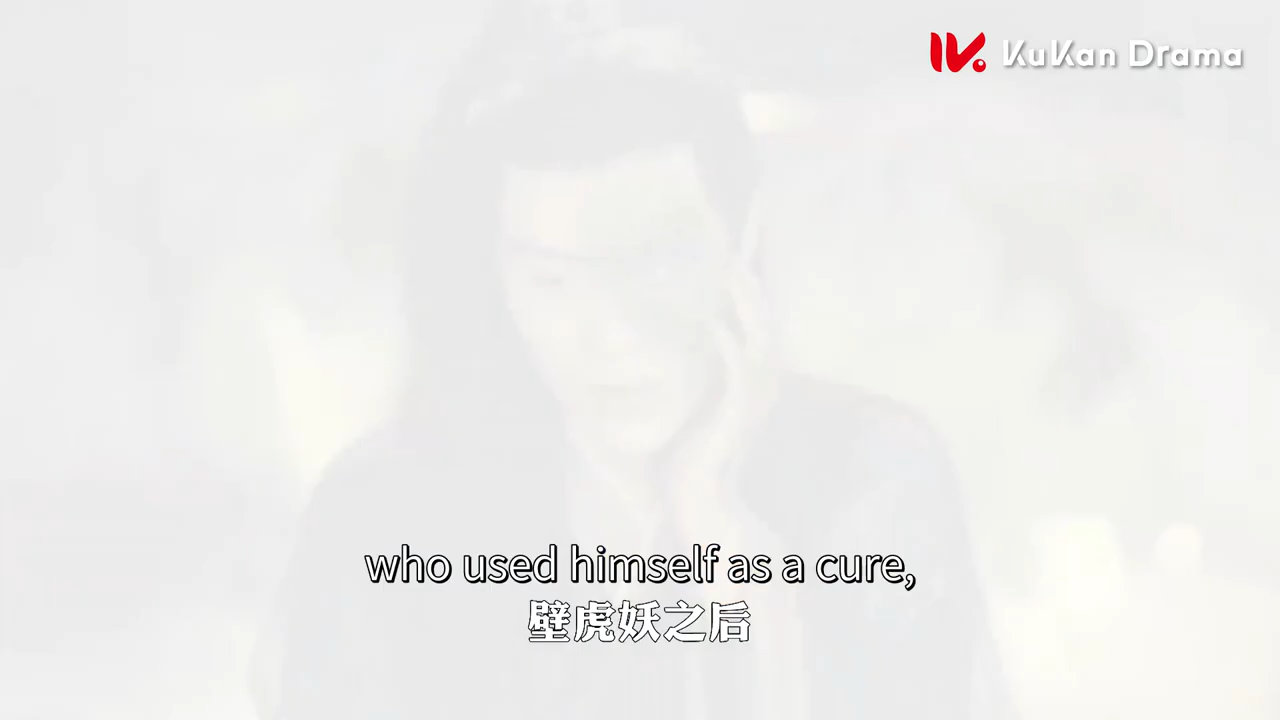 KuKan Drama
who used himself as a cure,
壁虎妖之后